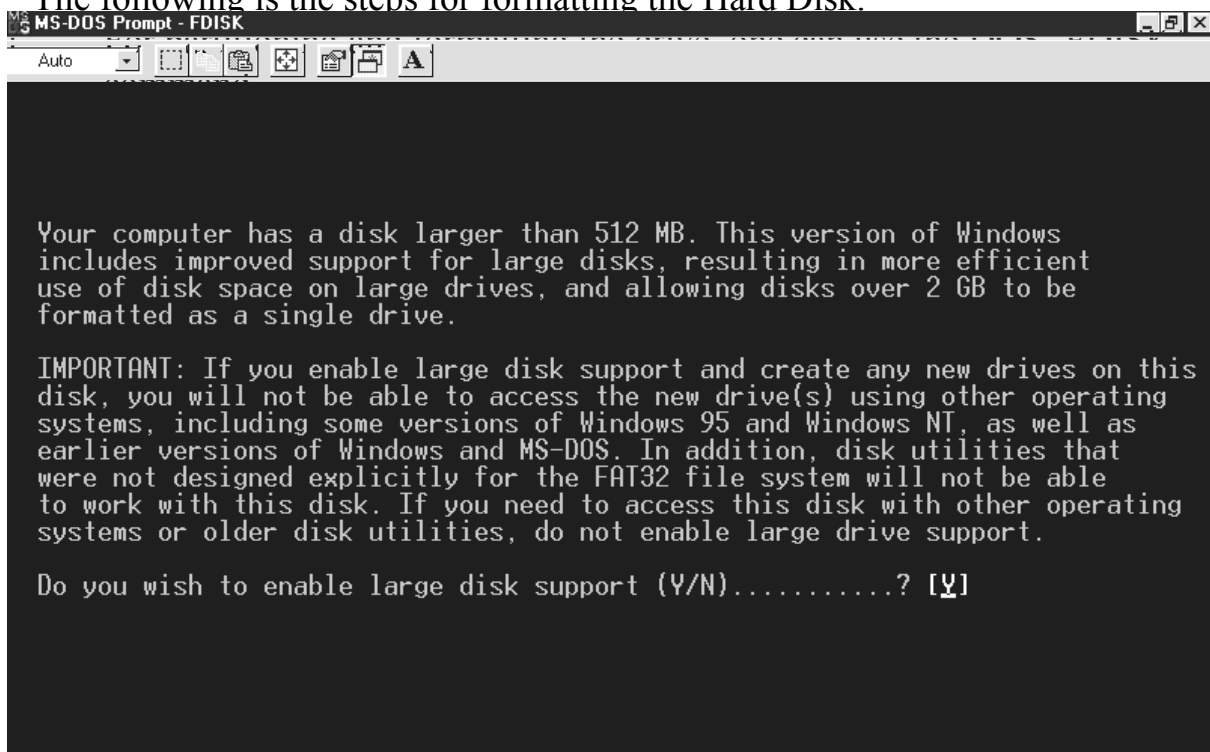 The following is the steps for formatting the Hard Disk.
MS-DOS Prompt - FDISK
Auto
A
Your computer has a disk larger than 512 MB. This version of Windows
includes improved support for large disks, resulting in more efficient
use of disk space on large drives, and allowing disks over 2 GB to be
formatted as a single drive.
IMPORTANT: If you enable large disk support and create any new drives on this
disk, you will not be able to access the new drive(s) using other operating
systems, including some versions of Windows 95 and Windows NT, as well as
earlier versions of Windows and MS-DOS. In addition, disk utilities that
were not designed explicitly for the FAT32 file system will not be able
to work with this disk. If you need to access this disk with other operating
systems or older disk utilities, do not enable large drive support.
Do you wish to enable large disk support (Y/N)...........? [Y]